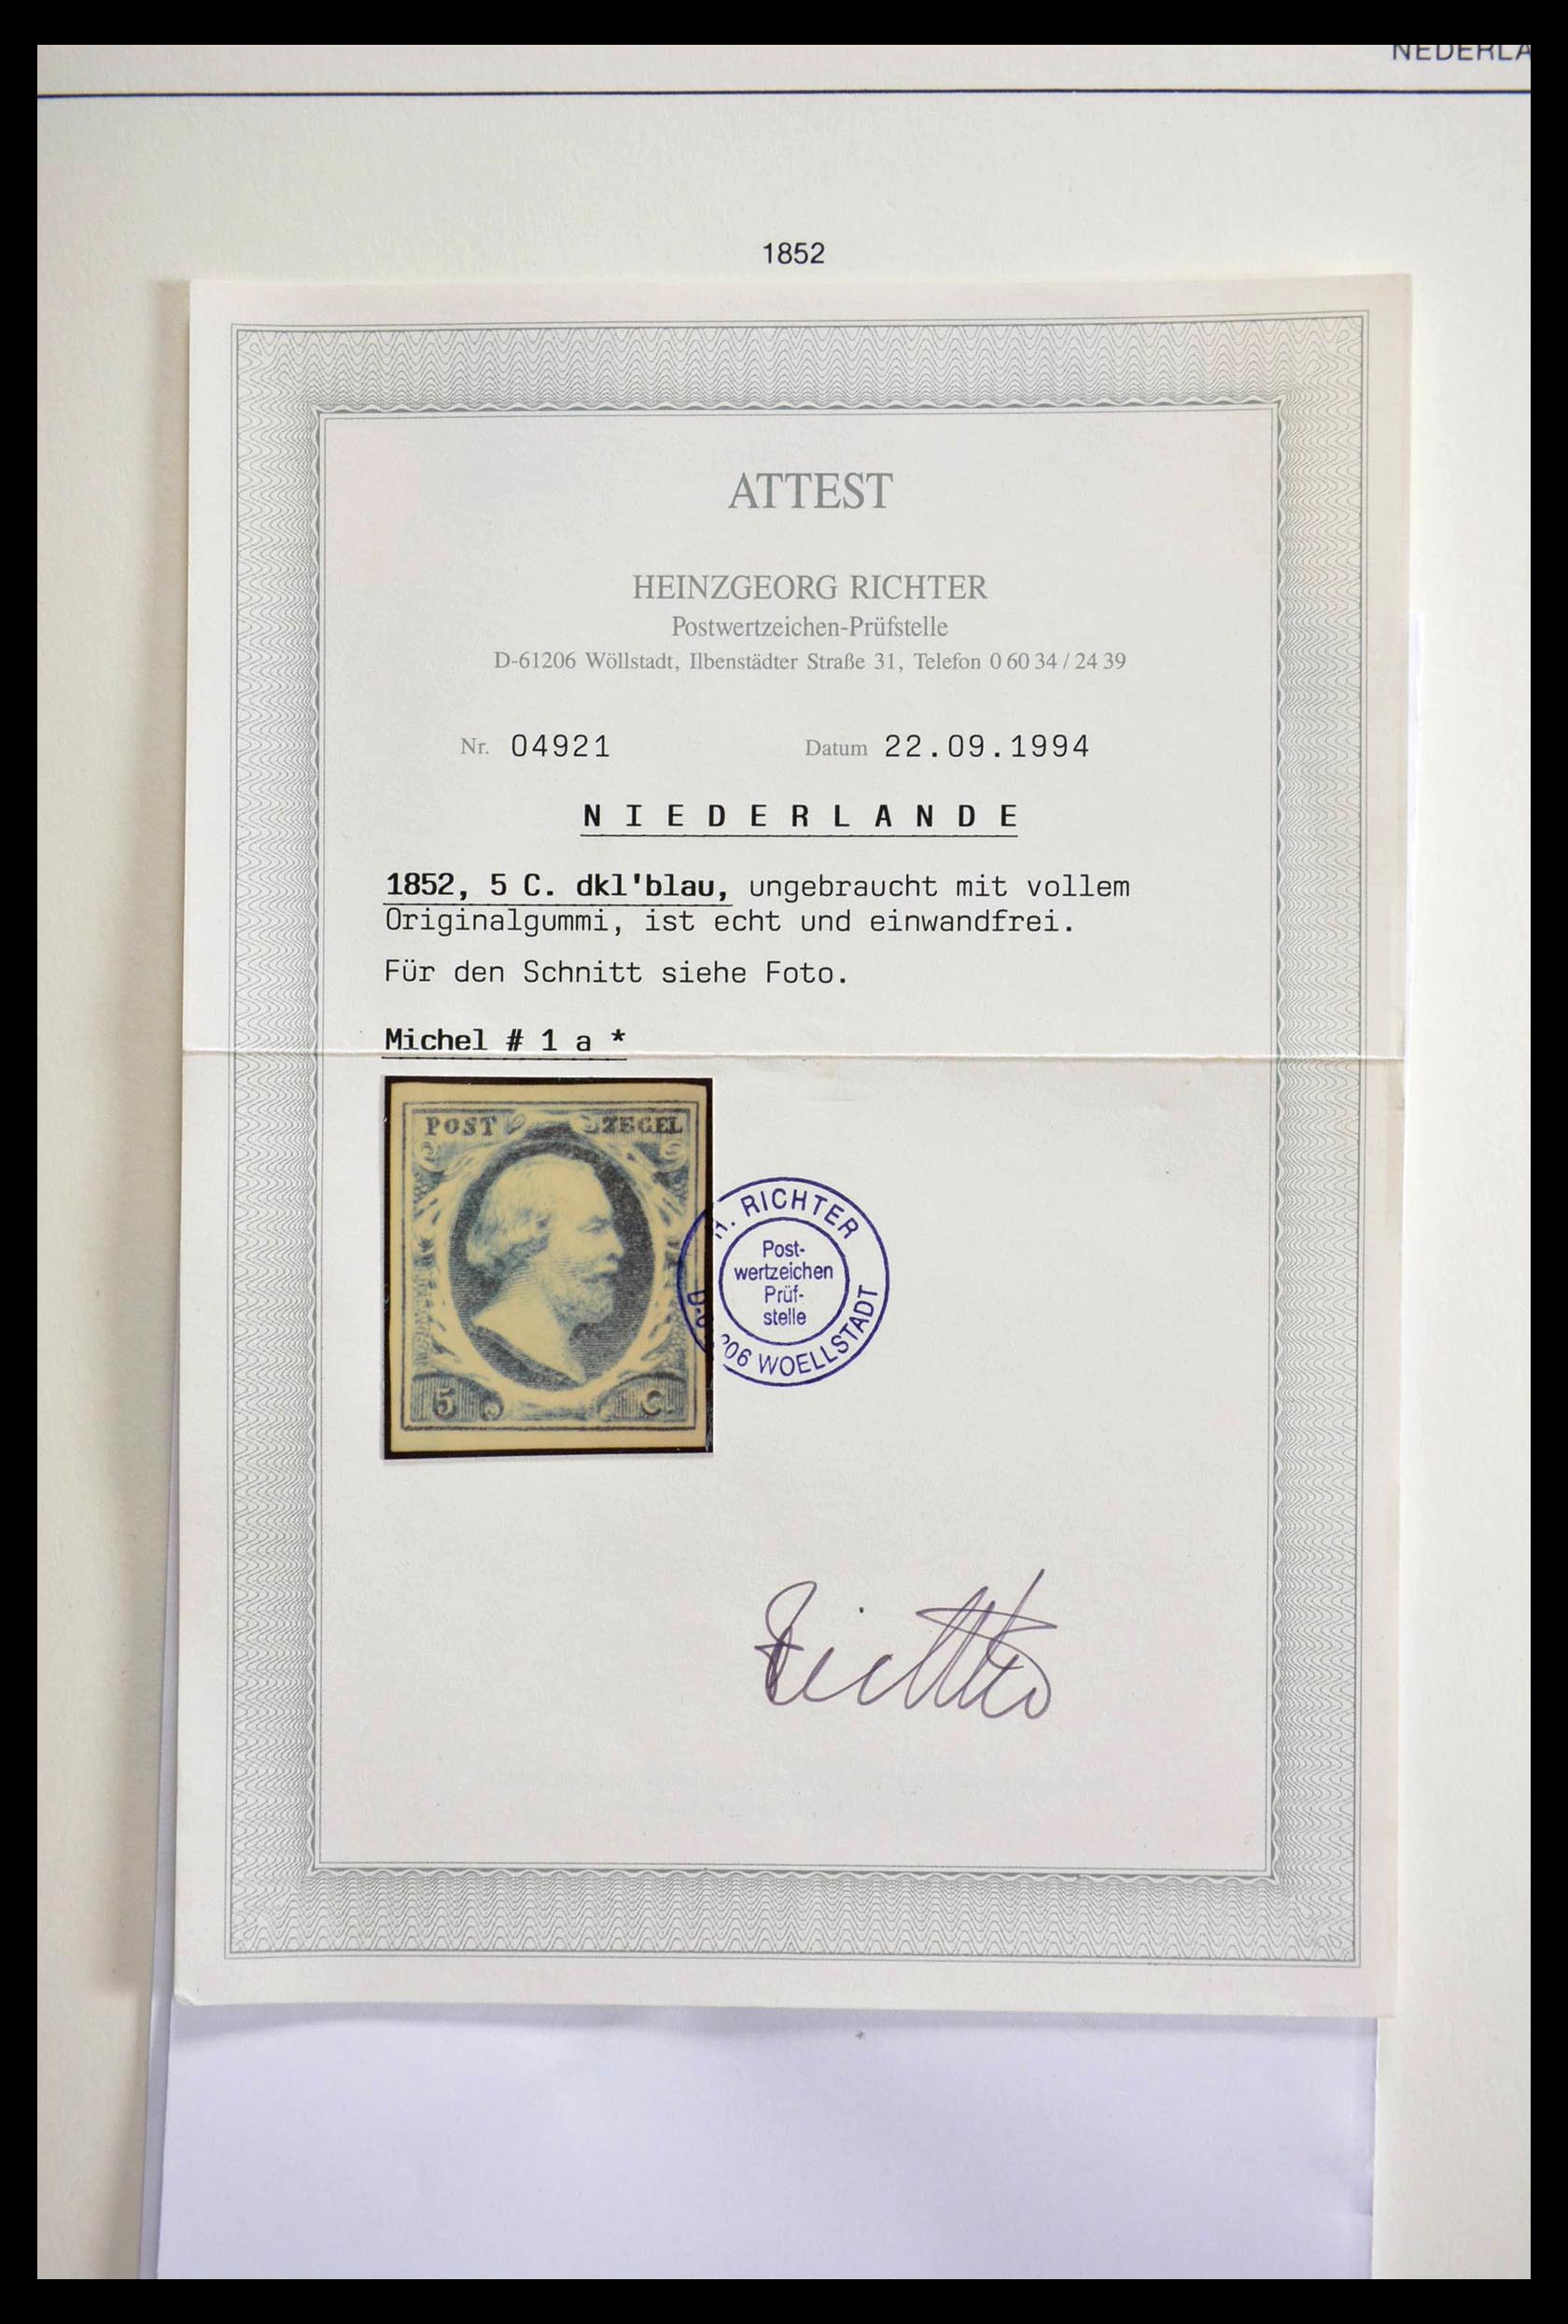 1852
ATTEST
HEINZGEORG RICHTER
Postwertzeichen-Prüfstelle
D-61206 Wöllstadt, Ilbenstädter Straße 31, Telefon 0 60 34 / 24 39
Nr. 04921 Datum 22.09.1994
NIEDERLANDE
1852, 5 C. dkl'blau, ungebraucht mit vollem
Originalgummi, ist echt und einwandfrei.
Für den Schnitt siehe Foto.
Michel # 1 a *
POST ZEGEL
5 C.
H. RICHTER
Post-
wertzeichen
Prüf-
stelle
WOELLSTADT
Richter